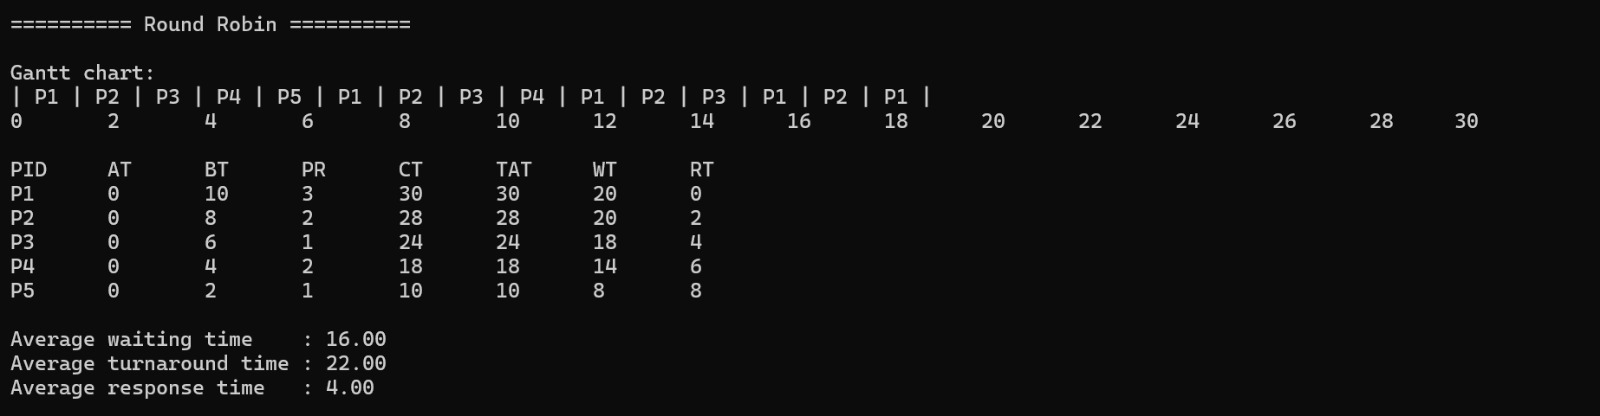 ========== Round Robin ==========
Gantt chart:
| P1 | P2 | P3 | P4 | P5 | P1 | P2 | P3 | P4 | P1 | P2 | P3 | P1 | P2 | P1 |
0       2       4       6       8       10      12      14      16      18      20      22      24      26      28     30
PID     AT      BT      PR      CT      TAT     WT      RT
P1      0       10      3       30      30      20      0
P2      0       8       2       28      28      20      2
P3      0       6       1       24      24      18      4
P4      0       4       2       18      18      14      6
P5      0       2       1       10      10      8       8
Average waiting time    : 16.00
Average turnaround time : 22.00
Average response time   : 4.00